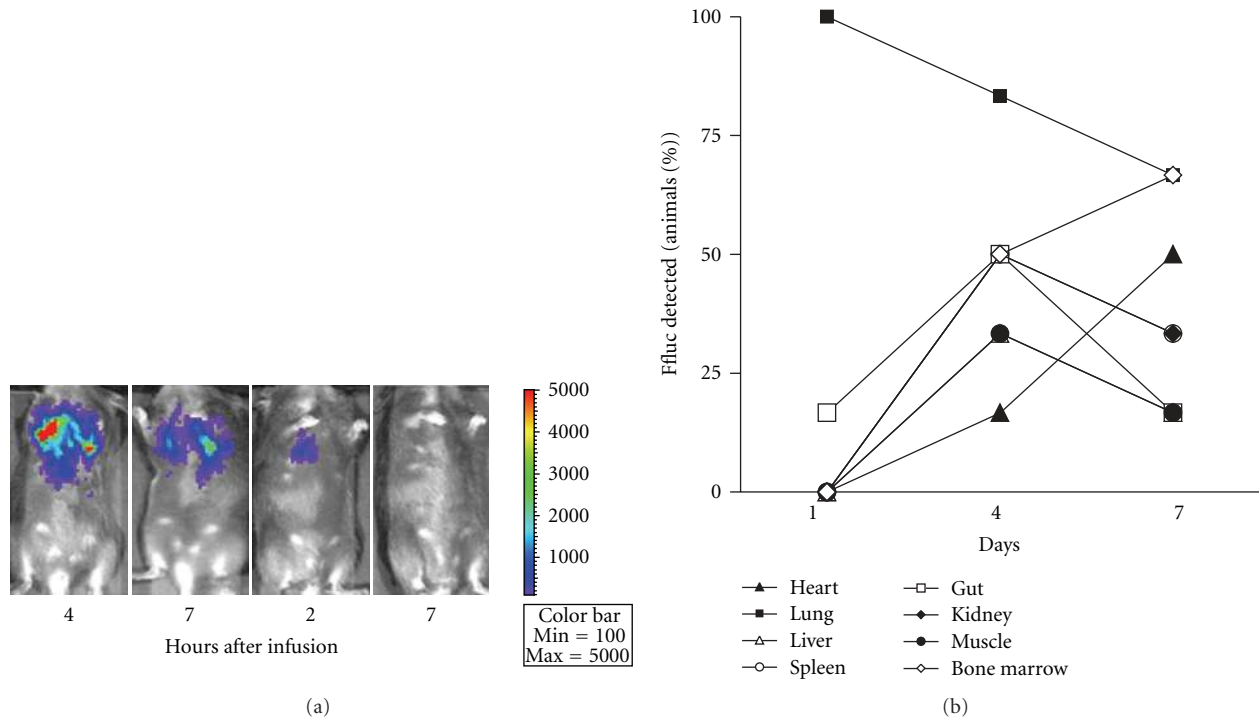 5000
4000
3000
2000
1000
4 7 2 7
Hours after infusion
Color bar
Min = 100
Max = 5000
(a)
100
75
50
25
0
Ffluc detected (animals (%))
1 4 7
Days
Heart
Lung
Liver
Spleen
Gut
Kidney
Muscle
Bone marrow
(b)